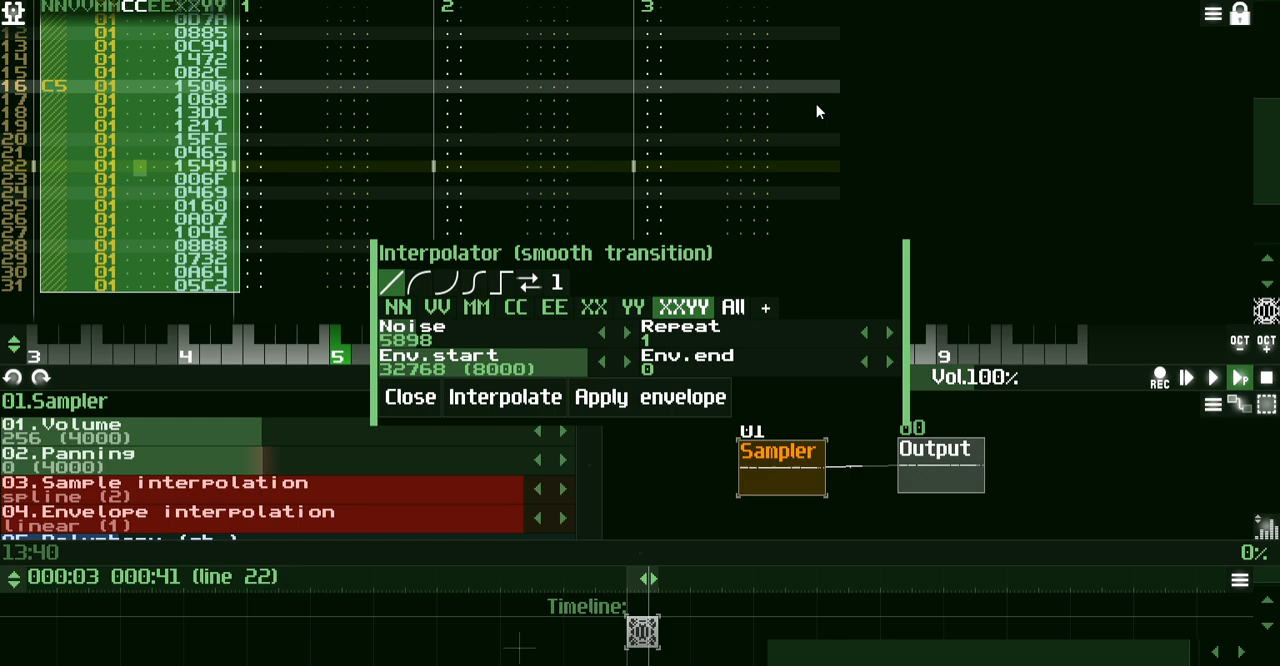 NNVVMMCCEEXXYY 1 2 3
01 0D7A
12 01 0885
13 01 0C94
14 01 1472
15 01 0B2C
16 C5 01 1506
17 01 1068
18 01 13DC
19 01 1211
20 01 15FC
21 01 0465
22 01 1549
23 01 006F
24 01 0469
25 01 0160
26 01 0A07
27 01 104E
28 01 08B8
29 01 0732
30 01 0A64
31 01 05C2
Interpolator (smooth transition)
1
NN VV MM CC EE XX YY XXYY All +
Noise
5898
Repeat
1
Env.start
32768 (8000)
Env.end
0
Close Interpolate Apply envelope
3 4 5 9
OCT - OCT +
Vol.100%
REC
P
01.Sampler
01.Volume
256 (4000)
02.Panning
0 (4000)
03.Sample interpolation
spline (2)
04.Envelope interpolation
linear (1)
01
Sampler
00
Output
13:40
0%
000:03 000:41 (line 22)
Timeline: